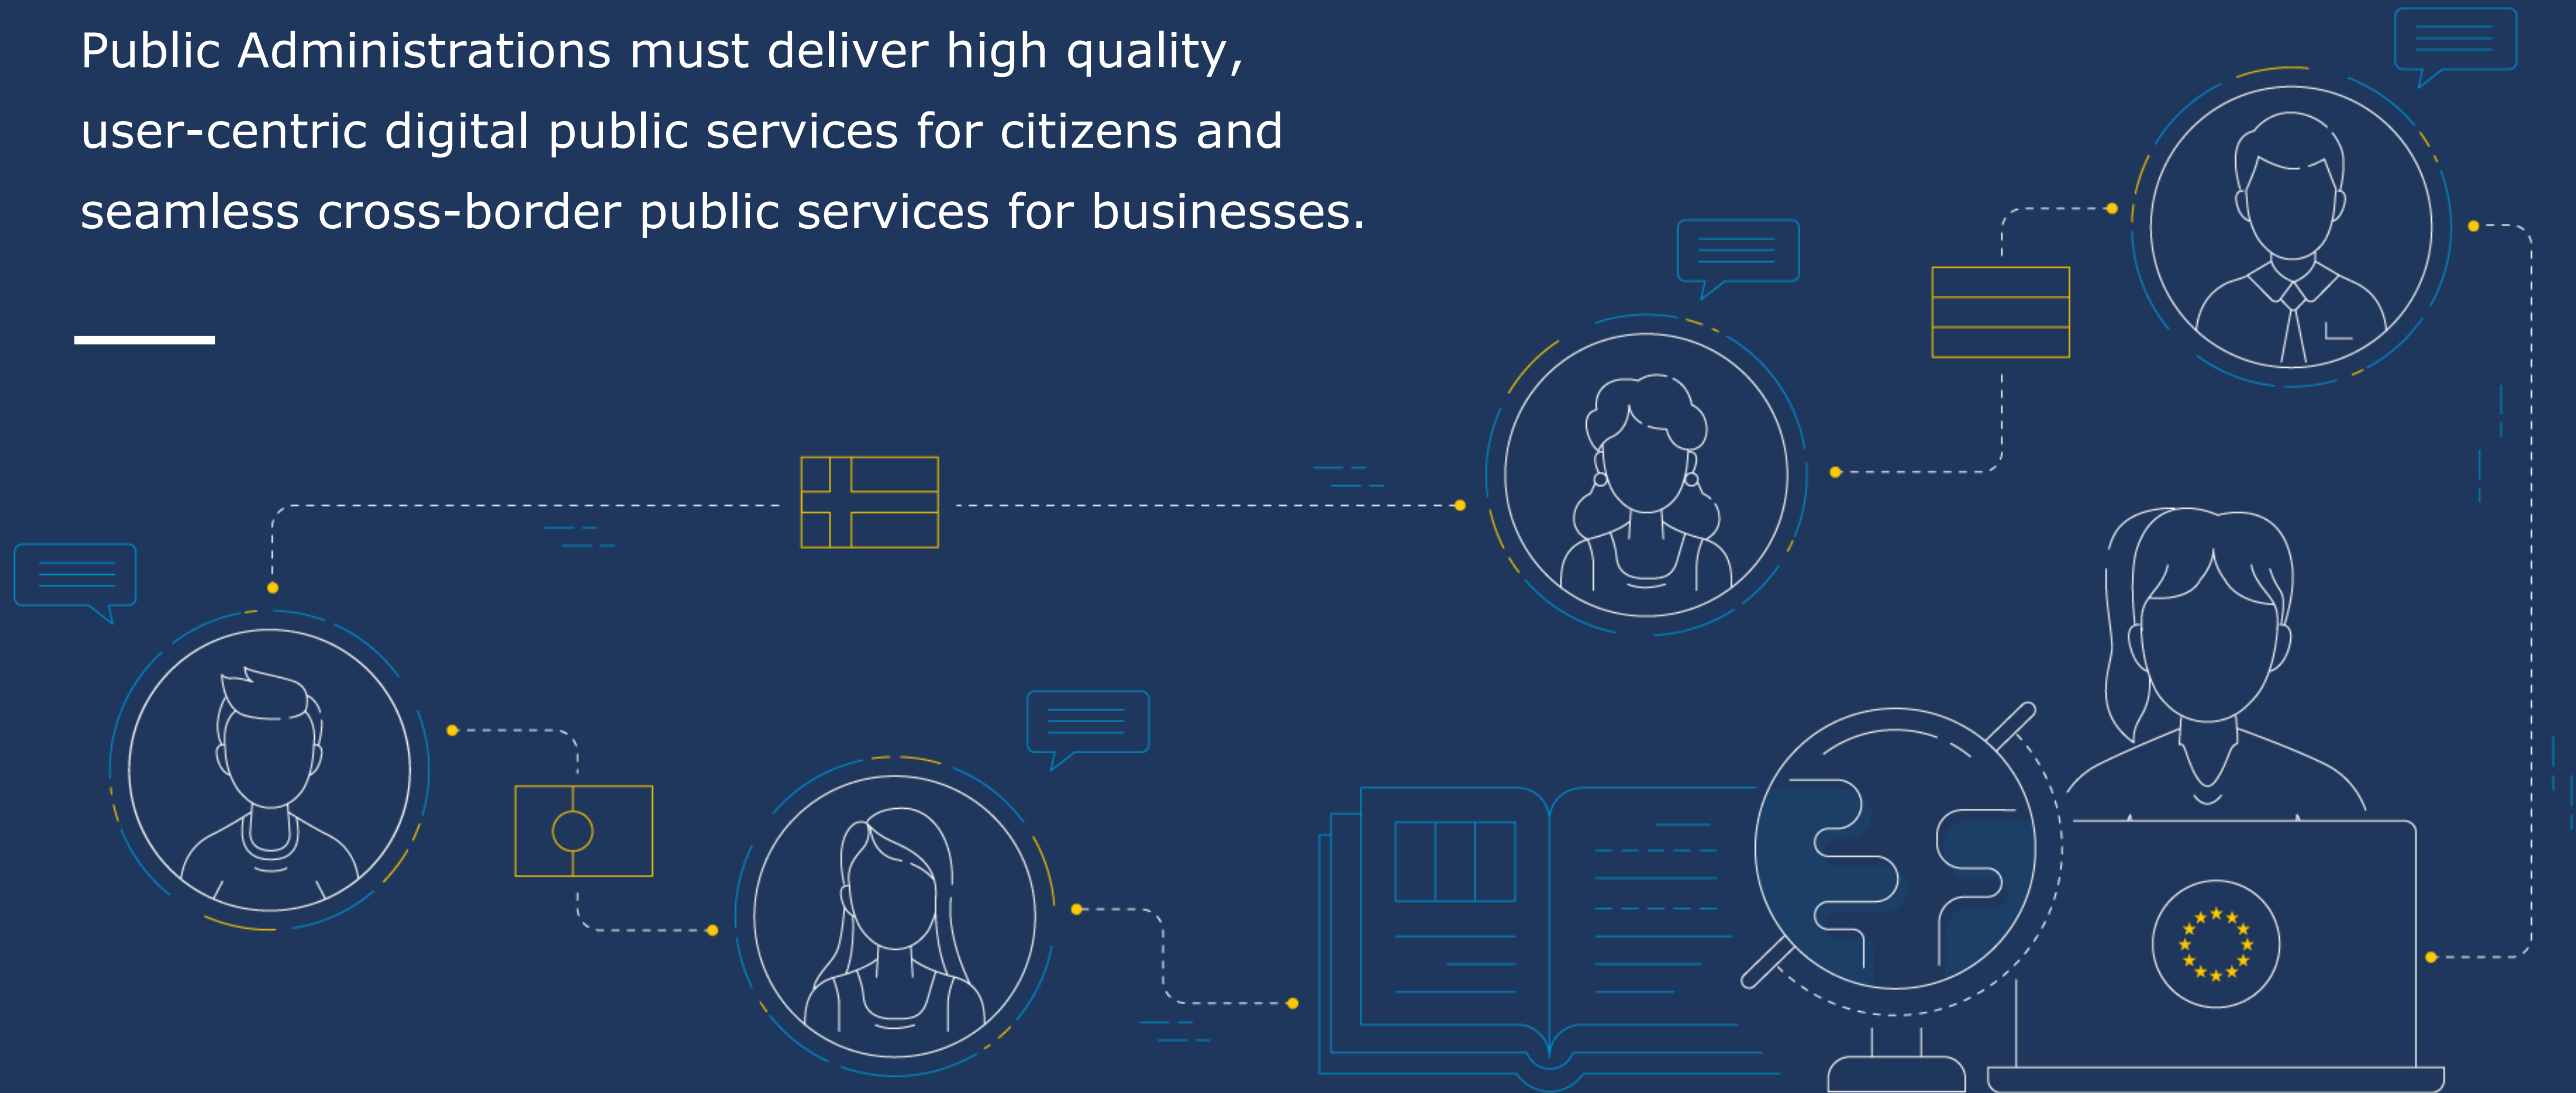 Public Administrations must deliver high quality,
user-centric digital public services for citizens and
seamless cross-border public services for businesses.